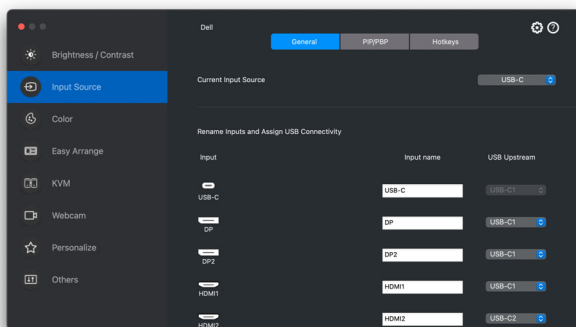 Dell
General PIP/PBP Hotkeys
Brightness / Contrast
Input Source
Color
Easy Arrange
KVM
Webcam
Personalize
Others
Current Input Source USB-C
Rename Inputs and Assign USB Connectivity
Input Input name USB Upstream
USB-C USB-C USB-C1
DP DP USB-C1
DP2 DP2 USB-C1
HDMI1 HDMI1 USB-C1
HDMI2 HDMI2 USB-C2